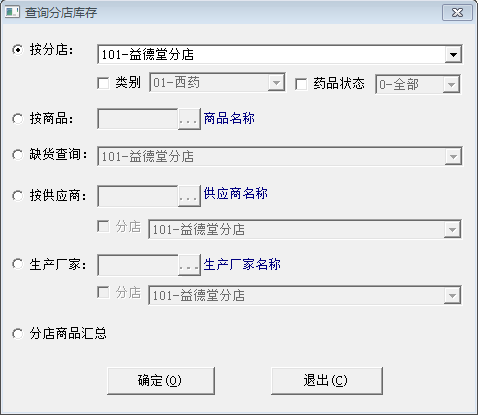 查询分店库存
按分店: 101-益德堂分店
类别 01-西药 药品状态 0-全部
按商品: ... 商品名称
缺货查询: 101-益德堂分店
按供应商: ... 供应商名称
分店 101-益德堂分店
生产厂家: ... 生产厂家名称
分店 101-益德堂分店
分店商品汇总
确定(O) 退出(C)